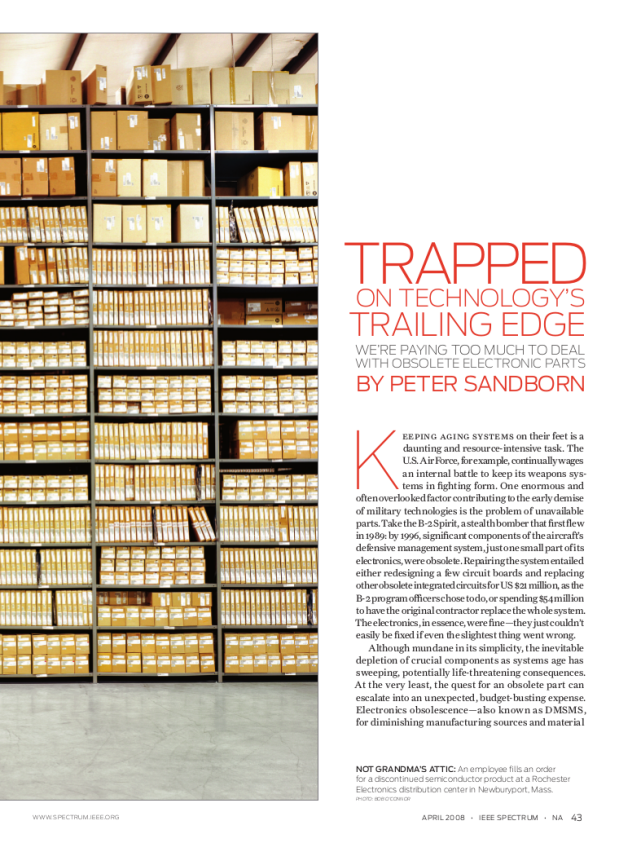 TRAPPED
ON TECHNOLOGY'S
TRAILING EDGE
WE'RE PAYING TOO MUCH TO DEAL
WITH OBSOLETE ELECTRONIC PARTS
BY PETER SANDBORN
KEEPING AGING SYSTEMS on their feet is a
daunting and resource-intensive task. The
U.S. Air Force, for example, continually wages
an internal battle to keep its weapons sys-
tems in fighting form. One enormous and
often overlooked factor contributing to the early demise
of military technologies is the problem of unavailable
parts. Take the B-2 Spirit, a stealth bomber that first flew
in 1989: by 1996, significant components of the aircraft's
defensive management system, just one small part of its
electronics, were obsolete. Repairing the system entailed
either redesigning a few circuit boards and replacing
other obsolete integrated circuits for US $21 million, as the
B-2 program officers chose to do, or spending $54 million
to have the original contractor replace the whole system.
The electronics, in essence, were fine—they just couldn't
easily be fixed if even the slightest thing went wrong.
Although mundane in its simplicity, the inevitable
depletion of crucial components as systems age has
sweeping, potentially life-threatening consequences.
At the very least, the quest for an obsolete part can
escalate into an unexpected, budget-busting expense.
Electronics obsolescence—also known as DMSMS,
for diminishing manufacturing sources and material
NOT GRANDMA'S ATTIC: An employee fills an order
for a discontinued semiconductor product at a Rochester
Electronics distribution center in Newburyport, Mass.
PHOTO: BOB O'CONNOR
WWW.SPECTRUM.IEEE.ORG
APRIL 2008 • IEEE SPECTRUM • NA 43